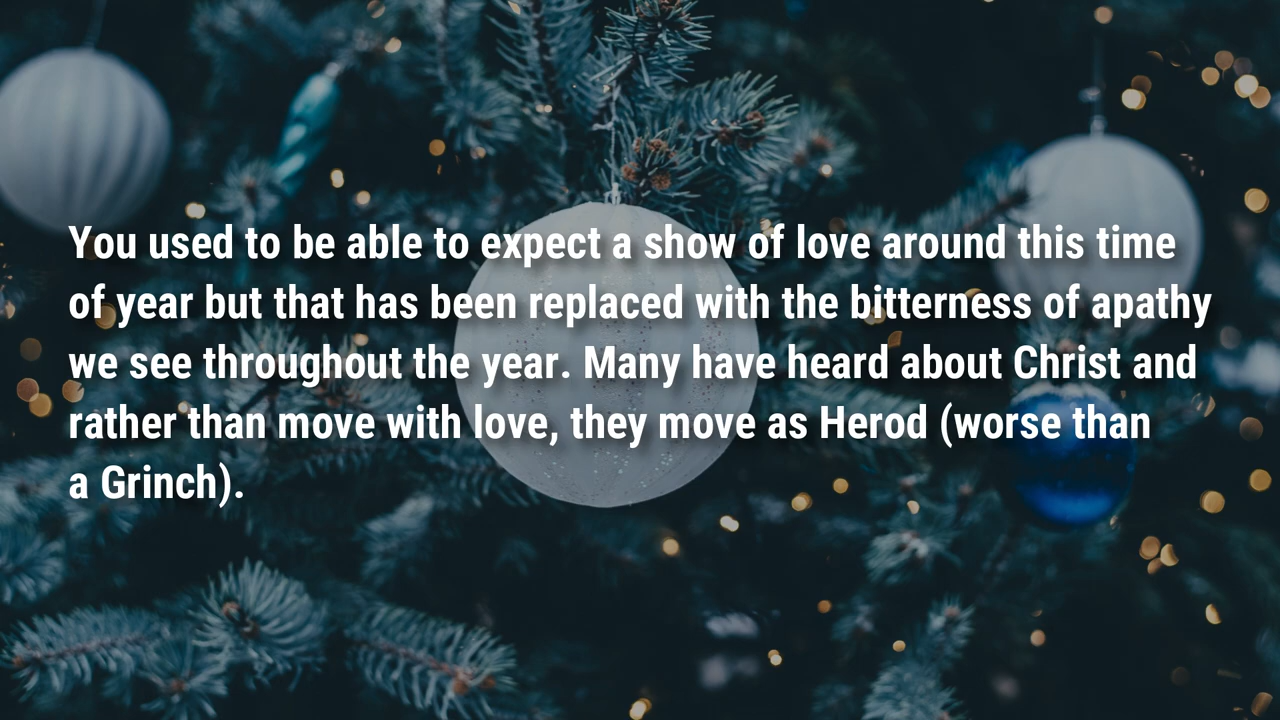 You used to be able to expect a show of love around this time
of year but that has been replaced with the bitterness of apathy
we see throughout the year. Many have heard about Christ and
rather than move with love, they move as Herod (worse than
a Grinch).